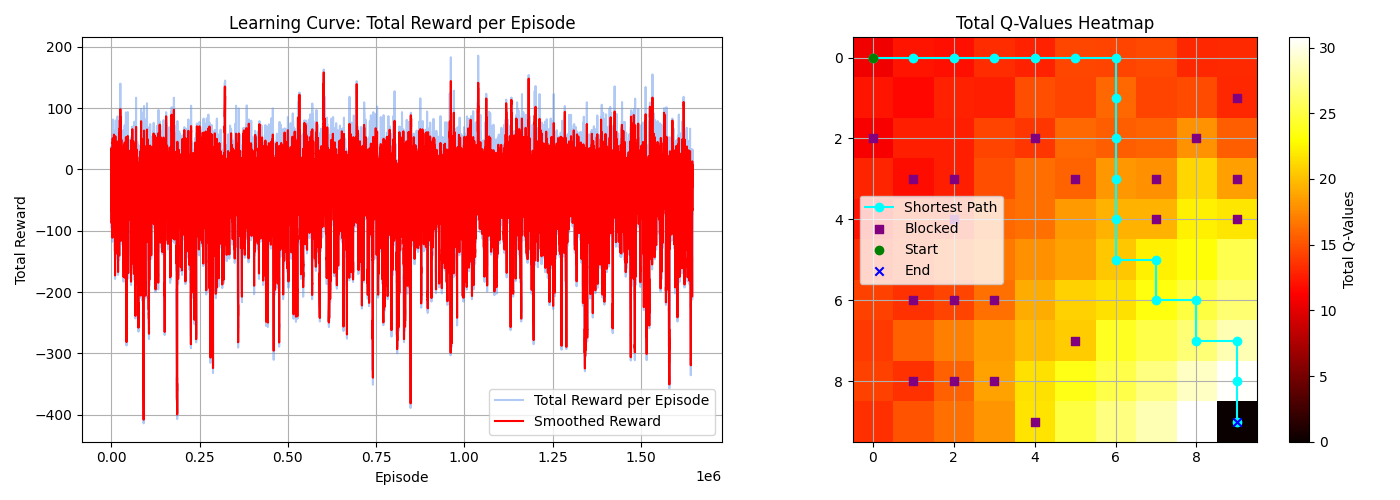 Learning Curve: Total Reward per Episode
200
100
0
−100
−200
−300
−400
Total Reward
0.00
0.25
0.50
0.75
1.00
1.25
1.50
1e6
Episode
Total Reward per Episode
Smoothed Reward
Total Q-Values Heatmap
0
2
4
6
8
0
2
4
6
8
Shortest Path
Blocked
Start
End
30
25
20
15
10
5
0
Total Q-Values